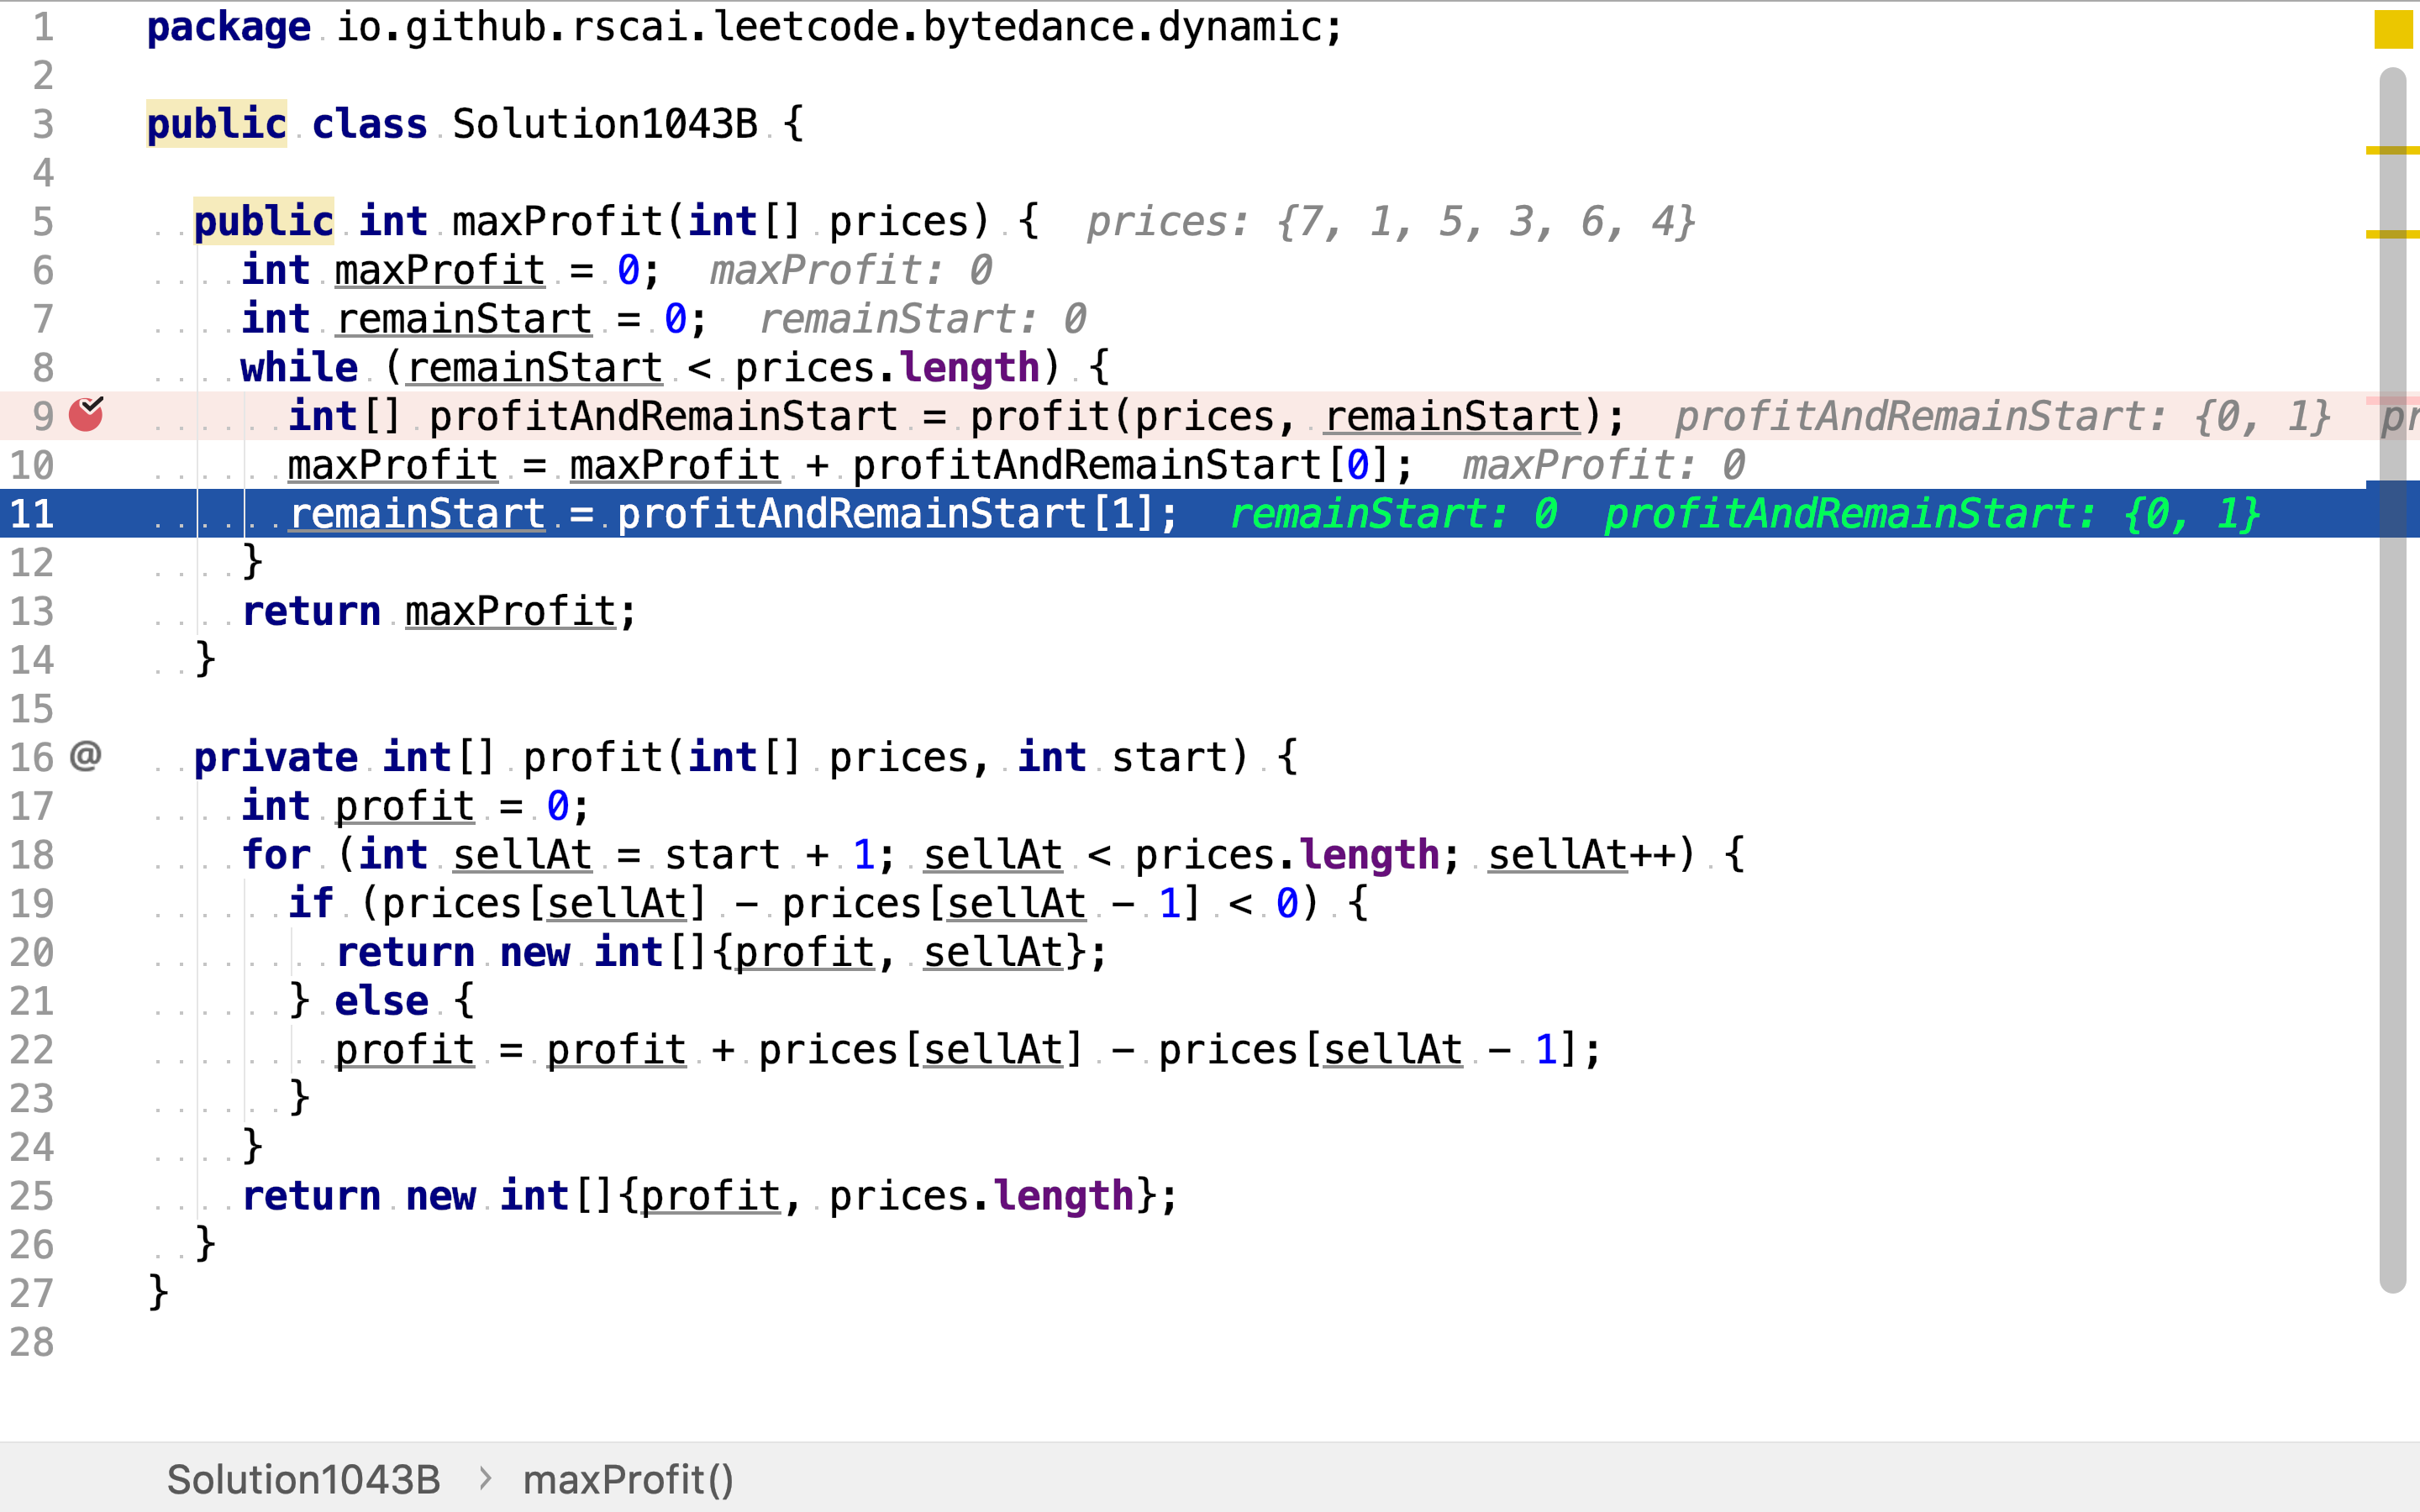 1 package io.github.rscai.leetcode.bytedance.dynamic;
2
3 public class Solution1043B {
4
5 public int maxProfit(int[] prices) { prices: {7, 1, 5, 3, 6, 4}
6 int maxProfit = 0; maxProfit: 0
7 int remainStart = 0; remainStart: 0
8 while (remainStart < prices.length) {
9 int[] profitAndRemainStart = profit(prices, remainStart); profitAndRemainStart: {0, 1} pr
10 maxProfit = maxProfit + profitAndRemainStart[0]; maxProfit: 0
11 remainStart = profitAndRemainStart[1]; remainStart: 0 profitAndRemainStart: {0, 1}
12 }
13 return maxProfit;
14 }
15
16 @ private int[] profit(int[] prices, int start) {
17 int profit = 0;
18 for (int sellAt = start + 1; sellAt < prices.length; sellAt++) {
19 if (prices[sellAt] - prices[sellAt - 1] < 0) {
20 return new int[]{profit, sellAt};
21 } else {
22 profit = profit + prices[sellAt] - prices[sellAt - 1];
23 }
24 }
25 return new int[]{profit, prices.length};
26 }
27 }
28
Solution1043B > maxProfit()